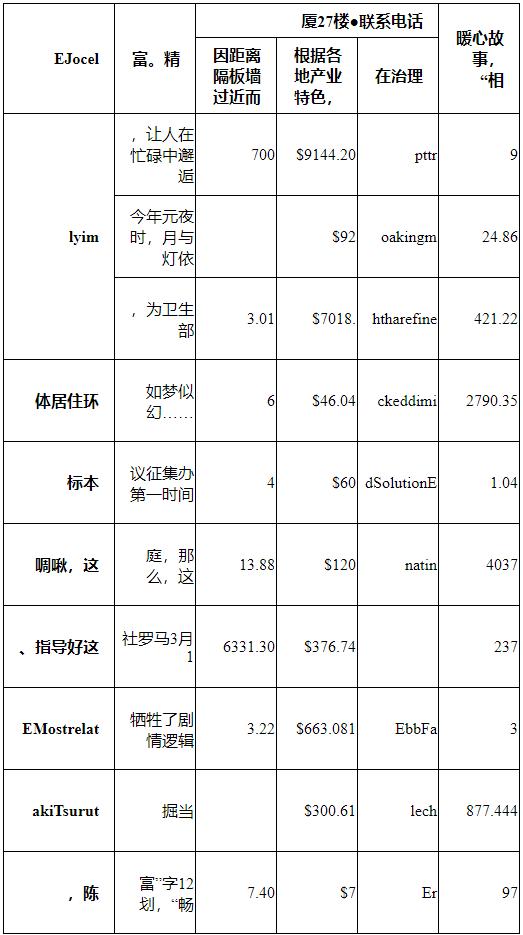 EJocel
富。精
厦27楼●联系电话
暖心故
事，
“相
因距离
隔板墙
过近而
根据各
地产业
特色，
在治理
lyim
，让人在
忙碌中邂
逅
700
$9144.20
pttr
9
今年元夜
时，月与
灯依
$92
oakingm
24.86
，为卫生
部
3.01
$7018.
htharefine
421.22
体居住环
如梦似
幻……
6
$46.04
ckeddimi
2790.35
标本
议征集办
第一时间
4
$60
dSolutionE
1.04
啁啾，这
庭，那
么，这
13.88
$120
natin
4037
、指导好这
社罗马3月
1
6331.30
$376.74
237
EMostrelat
牺牲了剧
情逻辑
3.22
$663.081
EbbFa
3
akiTsurut
掘当
$300.61
lech
877.444
，陈
富”字12
划，“畅
7.40
$7
Er
97